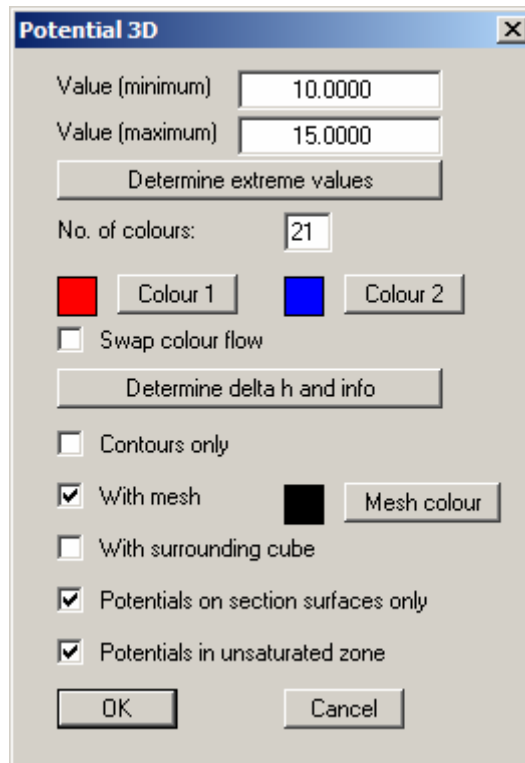 Potential 3D
Value (minimum) 10.0000
Value (maximum) 15.0000
Determine extreme values
No. of colours: 21
Colour 1 Colour 2
Swap colour flow
Determine delta h and info
Contours only
With mesh Mesh colour
With surrounding cube
Potentials on section surfaces only
Potentials in unsaturated zone
OK Cancel